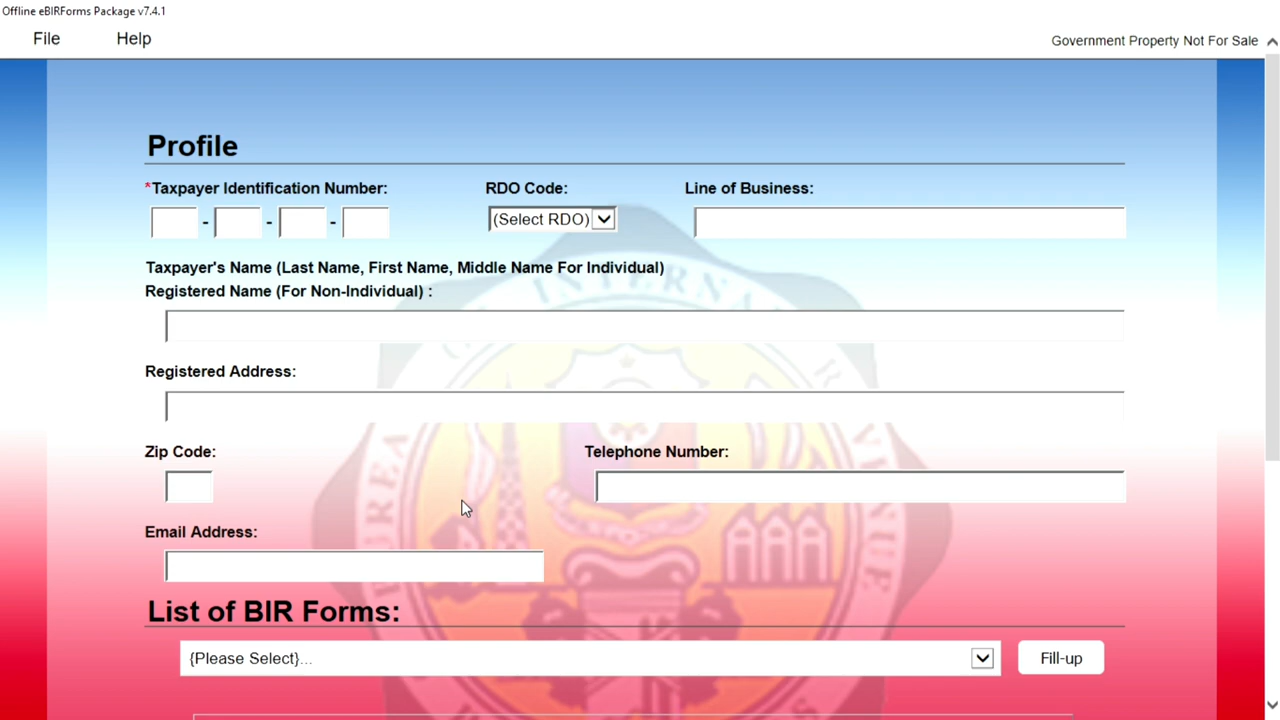 Offline eBIRForms Package v7.4.1
File Help
Government Property Not For Sale
Profile
*Taxpayer Identification Number: RDO Code: Line of Business:
- - - (Select RDO)
Taxpayer's Name (Last Name, First Name, Middle Name For Individual)
Registered Name (For Non-Individual) :
Registered Address:
Zip Code: Telephone Number:
Email Address:
List of BIR Forms:
{Please Select}... Fill-up